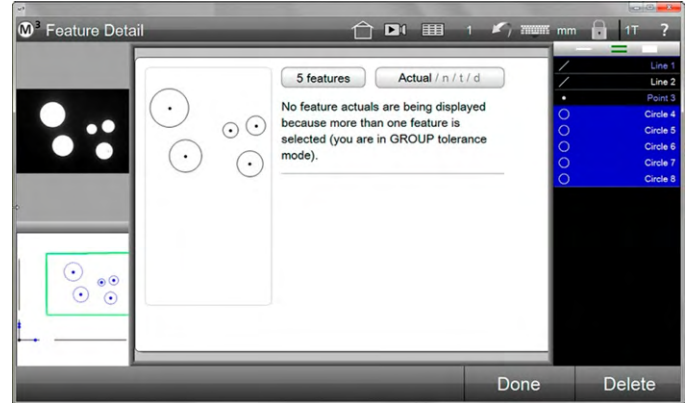 M³ Feature Detail
1
mm
1T
?
5 features
Actual / n / t / d
No feature actuals are being displayed
because more than one feature is
selected (you are in GROUP tolerance
mode).
Line 1
Line 2
Point 3
Circle 4
Circle 5
Circle 6
Circle 7
Circle 8
Done
Delete